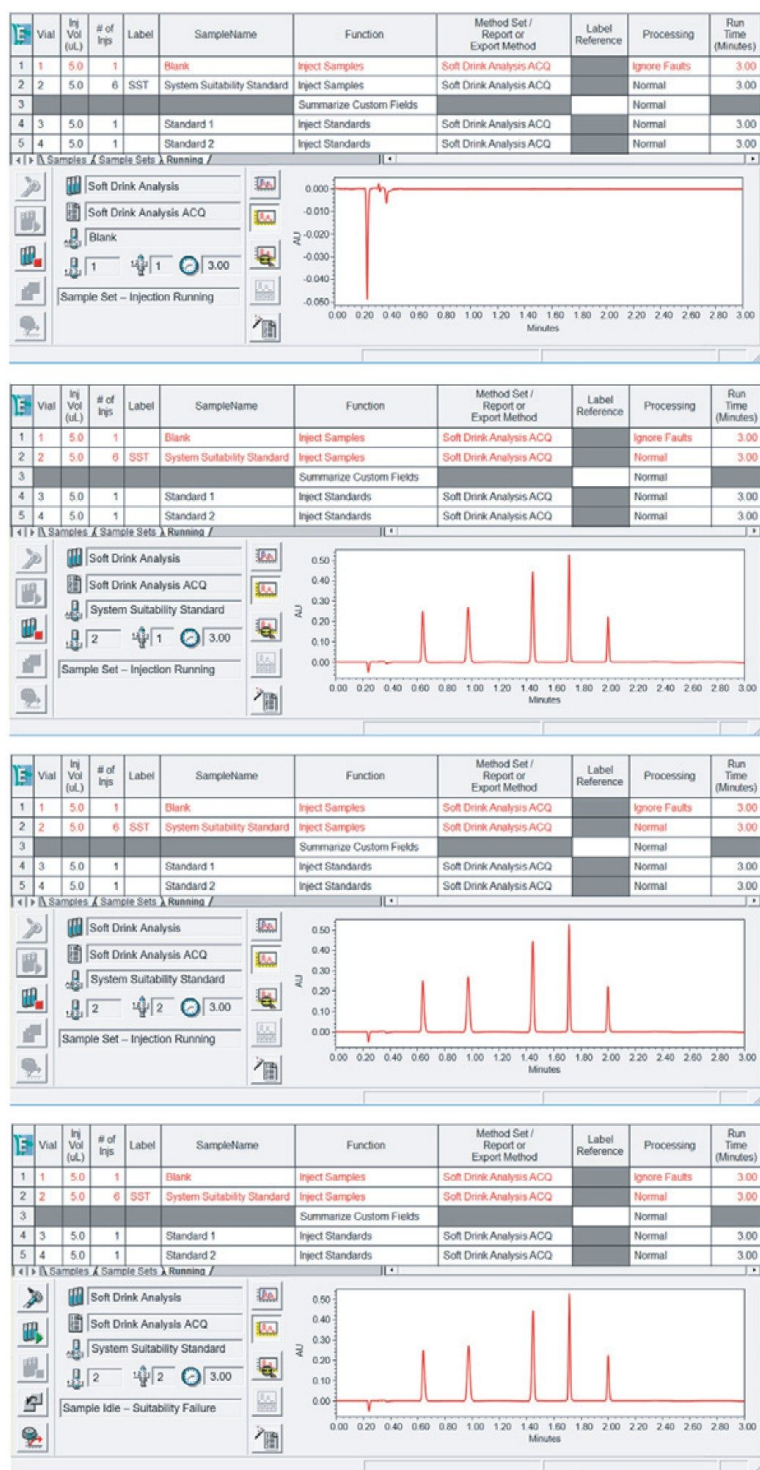 Vial Inj Vol (uL) # of Injs Label SampleName Function Method Set / Report or Export Method Label Reference Processing Run Time (Minutes)
1 1 5.0 1 Blank Inject Samples Soft Drink Analysis ACQ Ignore Faults 3.00
2 2 5.0 6 SST System Suitability Standard Inject Samples Soft Drink Analysis ACQ Normal 3.00
3 Summarize Custom Fields Normal
4 3 5.0 1 Standard 1 Inject Standards Soft Drink Analysis ACQ Normal 3.00
5 4 5.0 1 Standard 2 Inject Standards Soft Drink Analysis ACQ Normal 3.00
Samples Sample Sets Running
Soft Drink Analysis
Soft Drink Analysis ACQ
Blank
1 1 3.00
Sample Set – Injection Running
AU
0.000
-0.010
-0.020
-0.030
-0.040
-0.050
0.00 0.20 0.40 0.60 0.80 1.00 1.20 1.40 1.60 1.80 2.00 2.20 2.40 2.60 2.80 3.00
Minutes
Vial Inj Vol (uL) # of Injs Label SampleName Function Method Set / Report or Export Method Label Reference Processing Run Time (Minutes)
1 1 5.0 1 Blank Inject Samples Soft Drink Analysis ACQ Ignore Faults 3.00
2 2 5.0 6 SST System Suitability Standard Inject Samples Soft Drink Analysis ACQ Normal 3.00
3 Summarize Custom Fields Normal
4 3 5.0 1 Standard 1 Inject Standards Soft Drink Analysis ACQ Normal 3.00
5 4 5.0 1 Standard 2 Inject Standards Soft Drink Analysis ACQ Normal 3.00
Samples Sample Sets Running
Soft Drink Analysis
Soft Drink Analysis ACQ
System Suitability Standard
2 1 3.00
Sample Set – Injection Running
AU
0.50
0.40
0.30
0.20
0.10
0.00
0.00 0.20 0.40 0.60 0.80 1.00 1.20 1.40 1.60 1.80 2.00 2.20 2.40 2.60 2.80 3.00
Minutes
Vial Inj Vol (uL) # of Injs Label SampleName Function Method Set / Report or Export Method Label Reference Processing Run Time (Minutes)
1 1 5.0 1 Blank Inject Samples Soft Drink Analysis ACQ Ignore Faults 3.00
2 2 5.0 6 SST System Suitability Standard Inject Samples Soft Drink Analysis ACQ Normal 3.00
3 Summarize Custom Fields Normal
4 3 5.0 1 Standard 1 Inject Standards Soft Drink Analysis ACQ Normal 3.00
5 4 5.0 1 Standard 2 Inject Standards Soft Drink Analysis ACQ Normal 3.00
Samples Sample Sets Running
Soft Drink Analysis
Soft Drink Analysis ACQ
System Suitability Standard
2 2 3.00
Sample Set – Injection Running
AU
0.50
0.40
0.30
0.20
0.10
0.00
0.00 0.20 0.40 0.60 0.80 1.00 1.20 1.40 1.60 1.80 2.00 2.20 2.40 2.60 2.80 3.00
Minutes
Vial Inj Vol (uL) # of Injs Label SampleName Function Method Set / Report or Export Method Label Reference Processing Run Time (Minutes)
1 1 5.0 1 Blank Inject Samples Soft Drink Analysis ACQ Ignore Faults 3.00
2 2 5.0 6 SST System Suitability Standard Inject Samples Soft Drink Analysis ACQ Normal 3.00
3 Summarize Custom Fields Normal
4 3 5.0 1 Standard 1 Inject Standards Soft Drink Analysis ACQ Normal 3.00
5 4 5.0 1 Standard 2 Inject Standards Soft Drink Analysis ACQ Normal 3.00
Samples Sample Sets Running
Soft Drink Analysis
Soft Drink Analysis ACQ
System Suitability Standard
2 2 3.00
Sample Idle – Suitability Failure
AU
0.50
0.40
0.30
0.20
0.10
0.00
0.00 0.20 0.40 0.60 0.80 1.00 1.20 1.40 1.60 1.80 2.00 2.20 2.40 2.60 2.80 3.00
Minutes